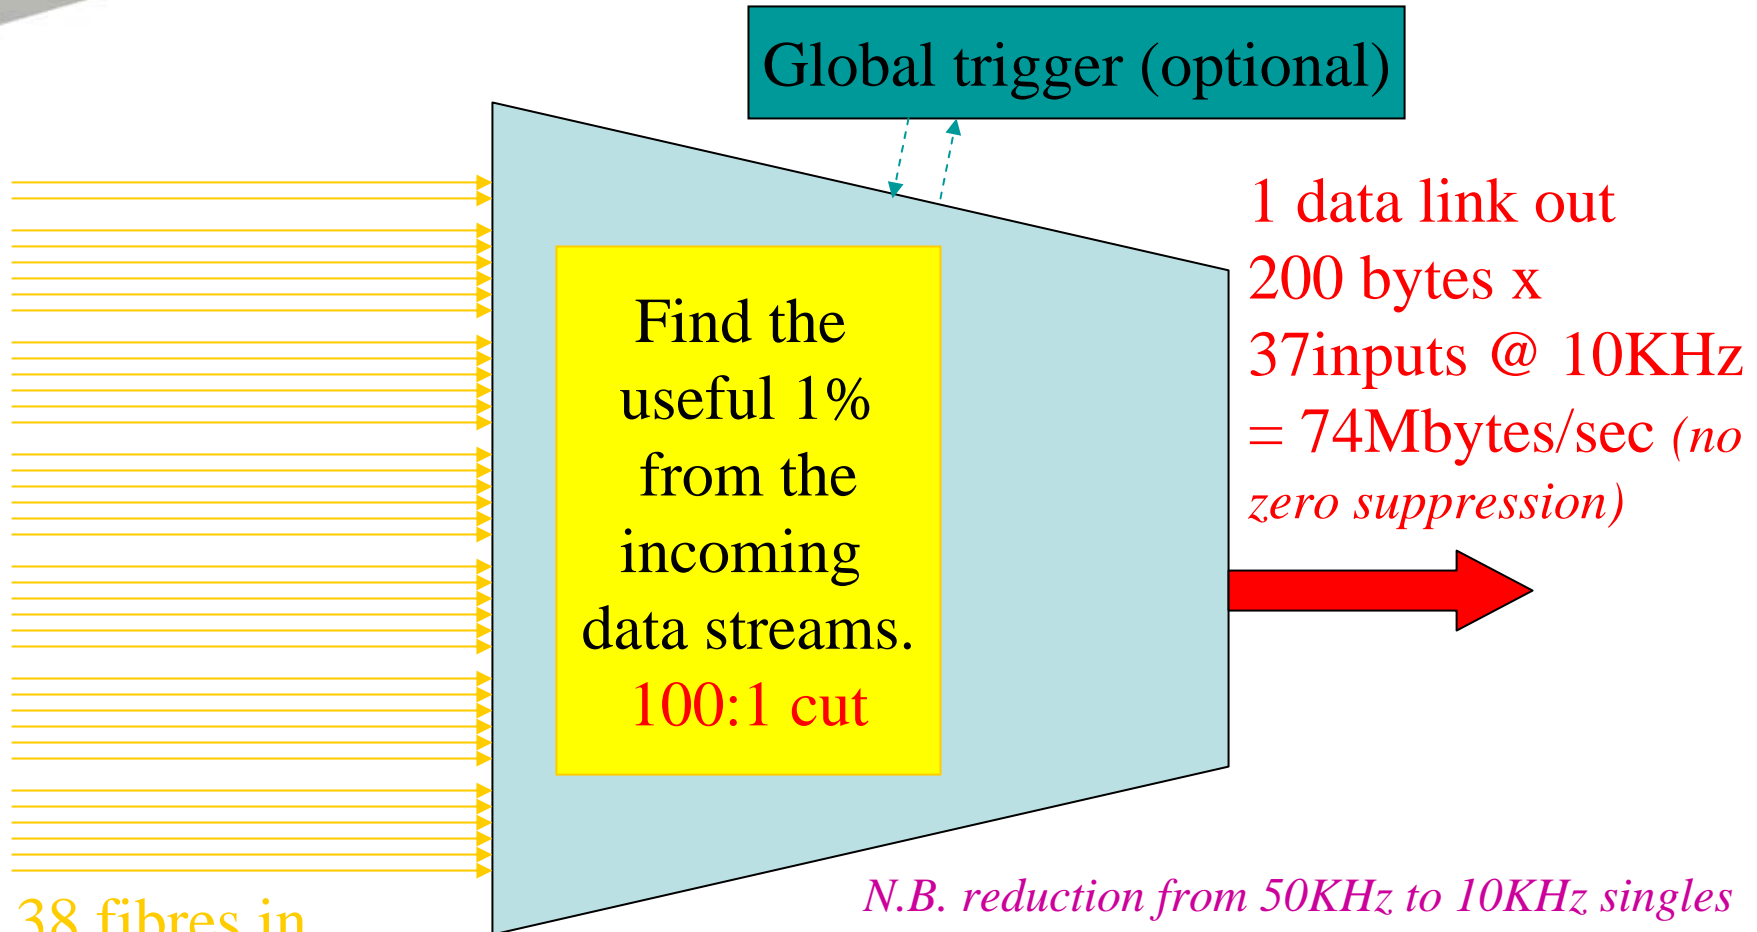 Global trigger (optional)
1 data link out
200 bytes x
37inputs @ 10KHz
= 74Mbytes/sec (no
zero suppression)
Find the
useful 1%
from the
incoming
data streams.
100:1 cut
N.B. reduction from 50KHz to 10KHz singles
38 fibres in